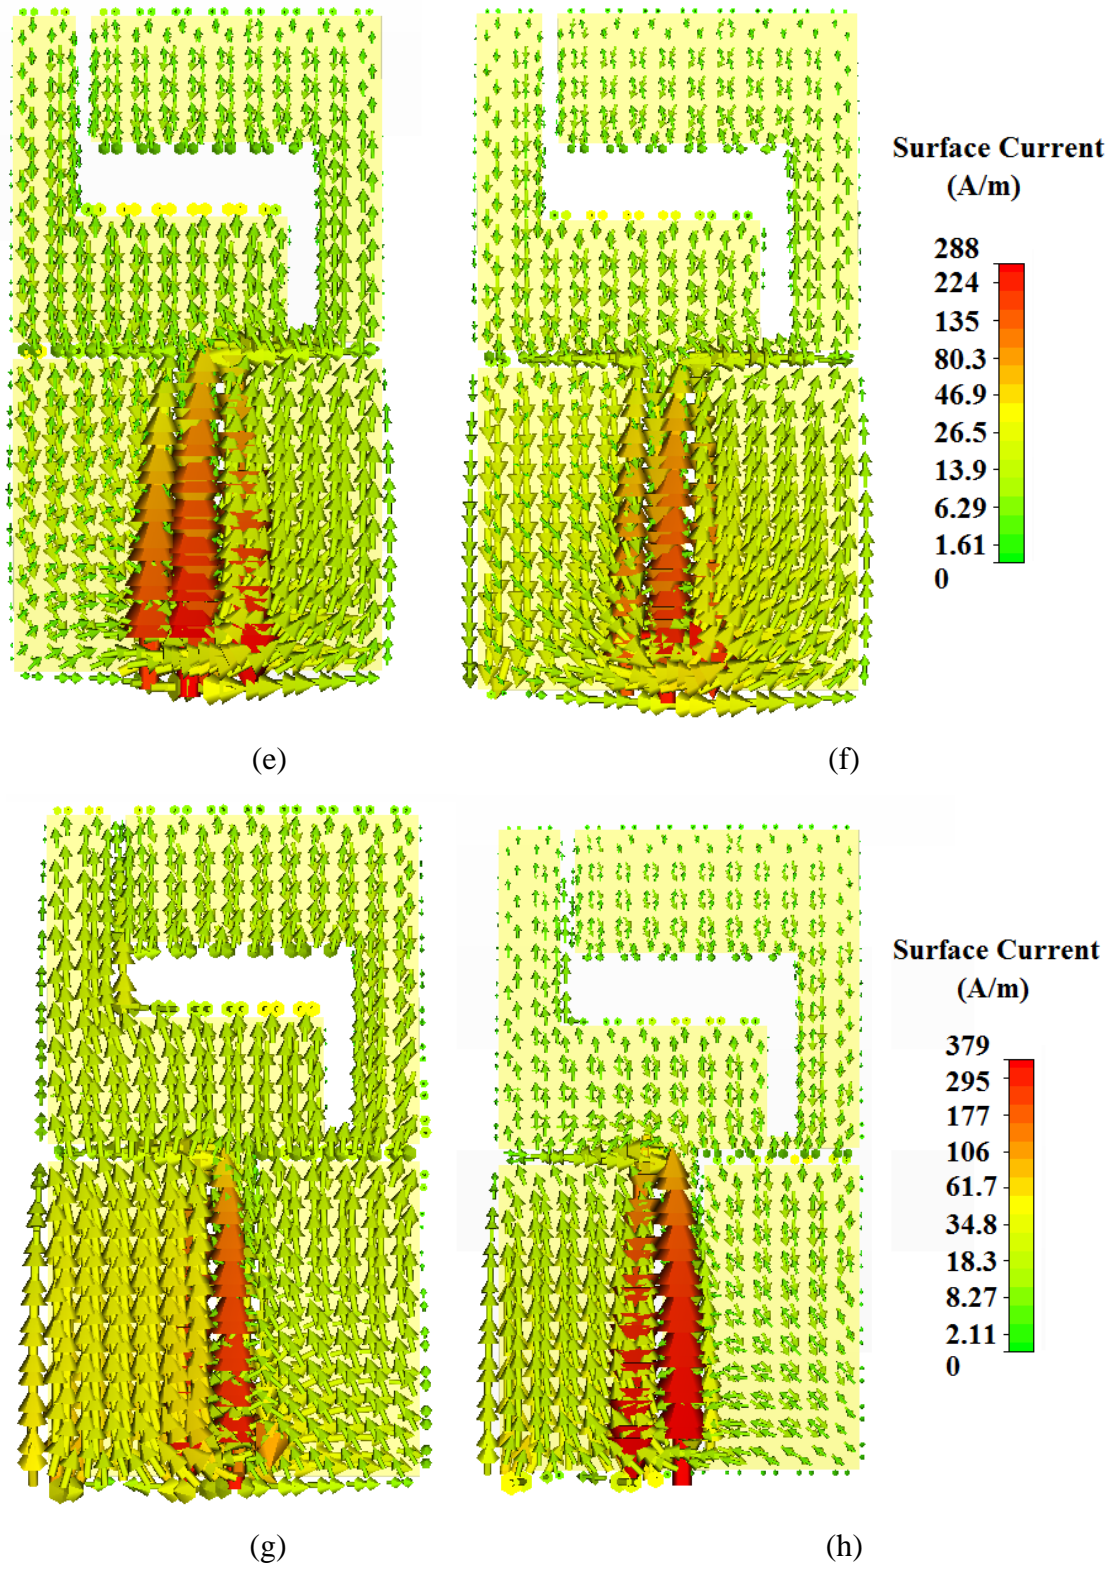 Surface Current
(A/m)
288
224
135
80.3
46.9
26.5
13.9
6.29
1.61
0
(e)
(f)
Surface Current
(A/m)
379
295
177
106
61.7
34.8
18.3
8.27
2.11
0
(g)
(h)